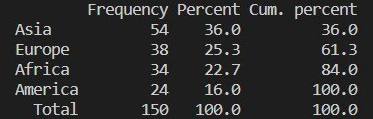 Frequency Percent Cum. percent
Asia 54 36.0 36.0
Europe 38 25.3 61.3
Africa 34 22.7 84.0
America 24 16.0 100.0
Total 150 100.0 100.0